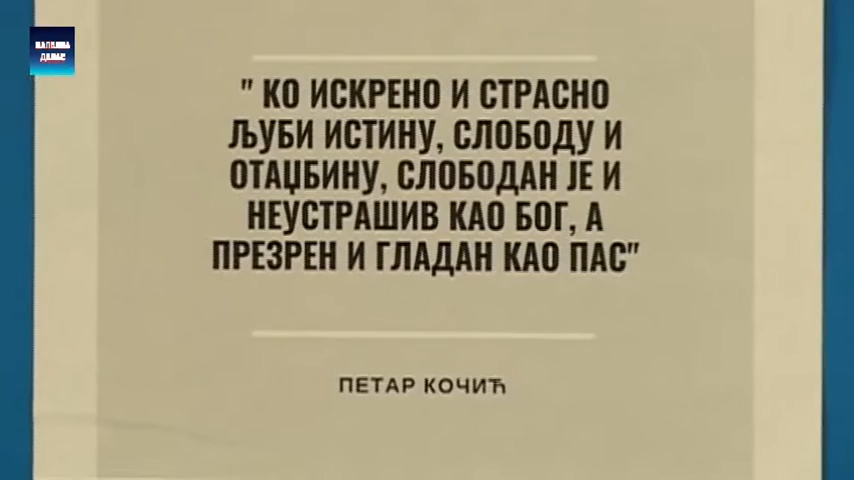 " КО ИСКРЕНО И СТРАСНО
ЉУБИ ИСТИНУ, СЛОБОДУ И
ОТАЏБИНУ, СЛОБОДАН ЈЕ И
НЕУСТРАШИВ КАО БОГ, А
ПРЕЗРЕН И ГЛАДАН КАО ПАС"
ПЕТАР КОЧИЋ